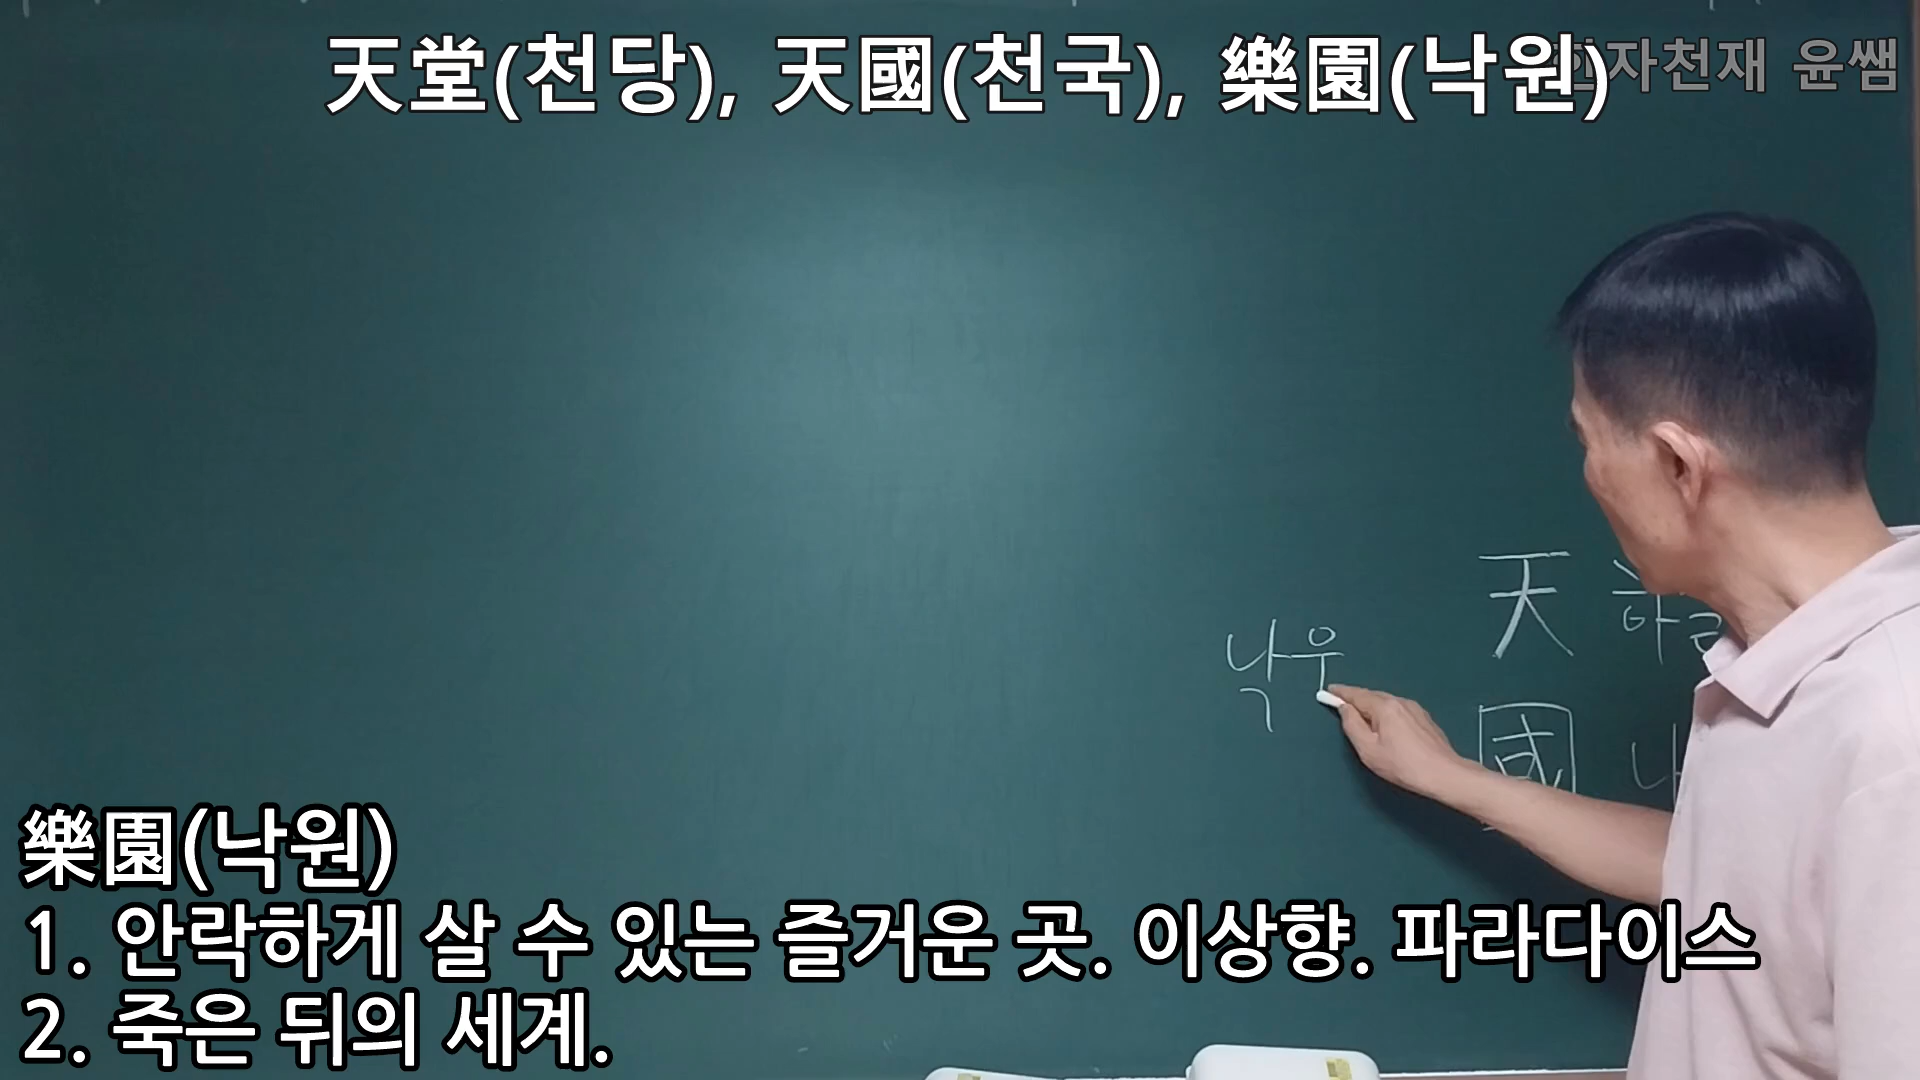 天堂(천당), 天國(천국), 樂園(낙원)
자천재 윤쌤
天 하
낙우
國 나
樂園(낙원)
1. 안락하게 살 수 있는 즐거운 곳. 이상향. 파라다이스
2. 죽은 뒤의 세계.